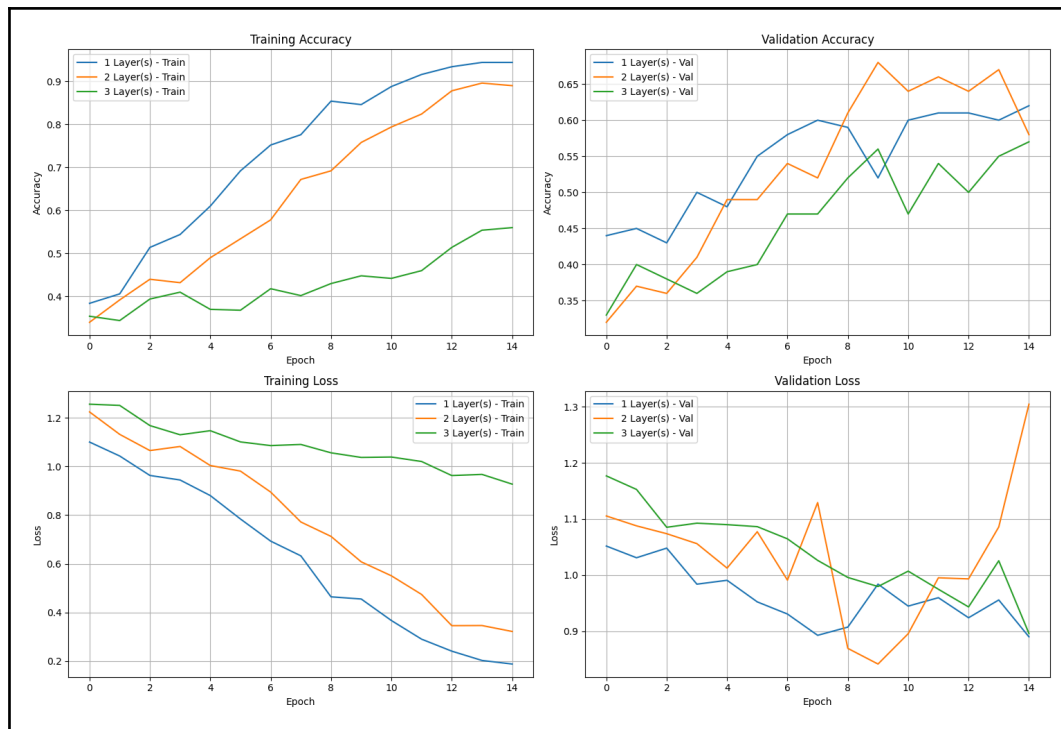 Training Accuracy
1 Layer(s) - Train
2 Layer(s) - Train
3 Layer(s) - Train
Accuracy
0.9
0.8
0.7
0.6
0.5
0.4
0 2 4 6 8 10 12 14
Epoch
Validation Accuracy
1 Layer(s) - Val
2 Layer(s) - Val
3 Layer(s) - Val
Accuracy
0.65
0.60
0.55
0.50
0.45
0.40
0.35
0 2 4 6 8 10 12 14
Epoch
Training Loss
1 Layer(s) - Train
2 Layer(s) - Train
3 Layer(s) - Train
Loss
1.2
1.0
0.8
0.6
0.4
0.2
0 2 4 6 8 10 12 14
Epoch
Validation Loss
1 Layer(s) - Val
2 Layer(s) - Val
3 Layer(s) - Val
Loss
1.3
1.2
1.1
1.0
0.9
0 2 4 6 8 10 12 14
Epoch